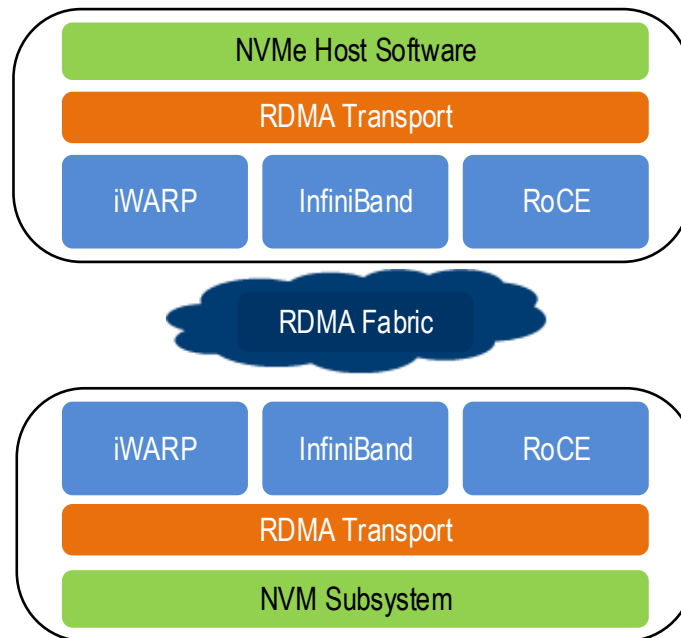 NVMe Host Software
RDMA Transport
iWARP InfiniBand RoCE
RDMA Fabric
iWARP InfiniBand RoCE
RDMA Transport
NVM Subsystem